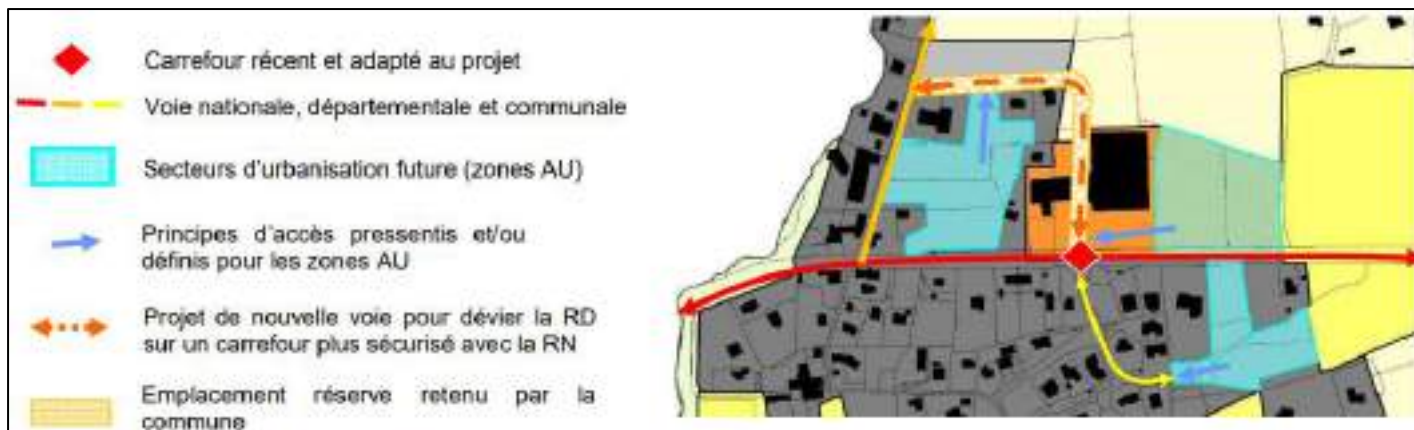 Carrefour récent et adapté au projet
Voie nationale, départementale et communale
Secteurs d'urbanisation future (zones AU)
Principes d'accès pressentis et/ou
définis pour les zones AU
Projet de nouvelle voie pour dévier la RD
sur un carrefour plus sécurisé avec la RN
Emplacement réserve retenu par la
commune